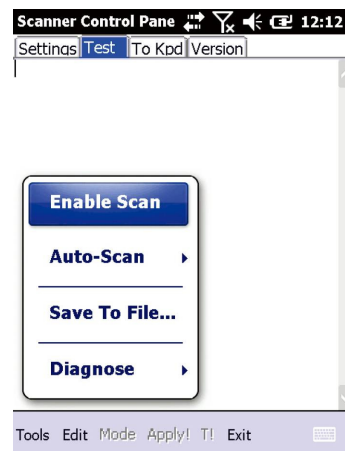 Scanner Control Pane 12:12
Settings Test To Kpd Version
Enable Scan
Auto-Scan
Save To File...
Diagnose
Tools Edit Mode Apply! T! Exit